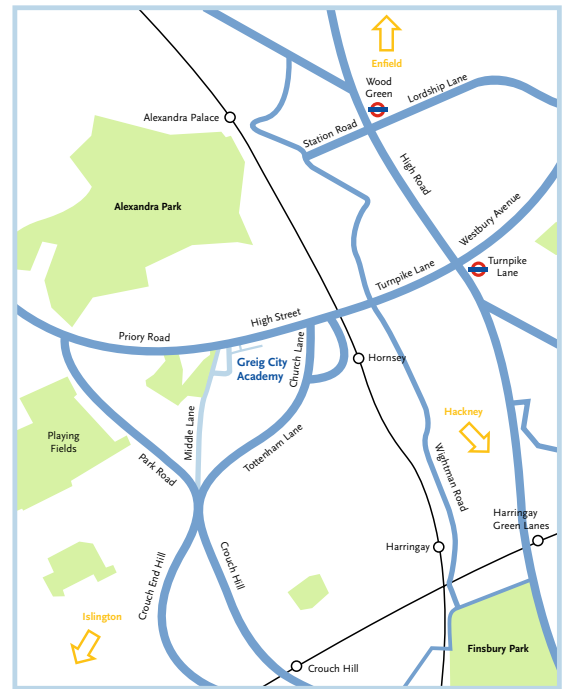 Enfield
Wood
Green
Lordship Lane
Alexandra Palace
Station Road
High Road
Alexandra Park
Westbury Avenue
Turnpike
Lane
Turnpike Lane
High Street
Priory Road
Church Lane
Greig City
Academy
Hornsey
Middle Lane
Hackney
Playing
Fields
Tottenham Lane
Park Road
Wightman Road
Harringay
Green Lanes
Harringay
Crouch End Hill
Crouch Hill
Islington
Finsbury Park
Crouch Hill